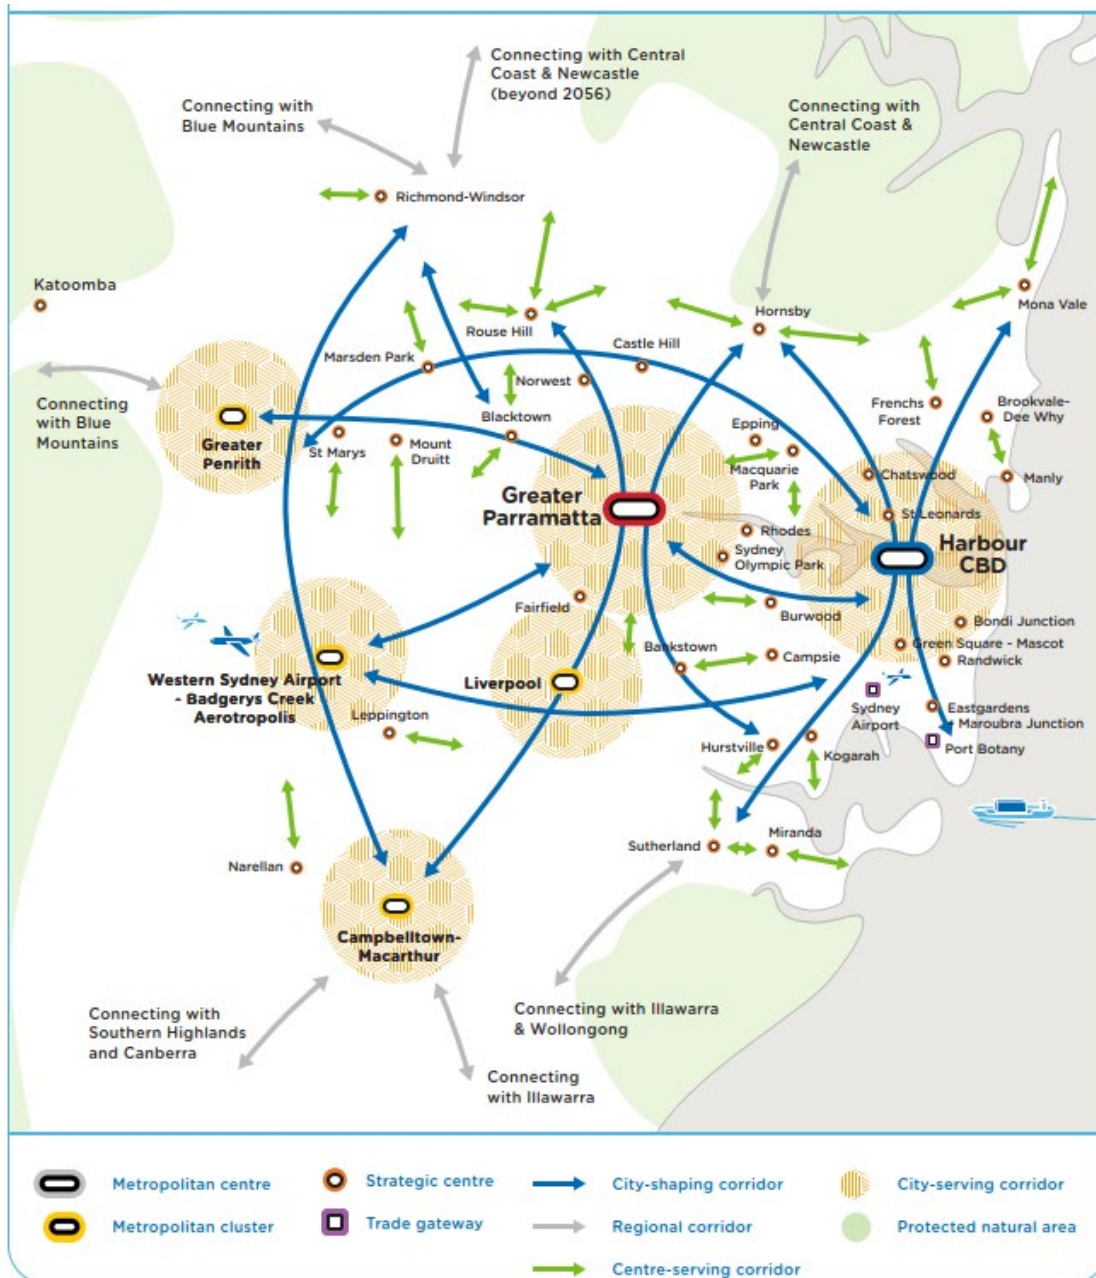 Connecting with Central
Coast & Newcastle
(beyond 2056)
Connecting with
Blue Mountains
Connecting with
Central Coast &
Newcastle
Richmond-Windsor
Katoomba
Mona Vale
Hornsby
Rouse Hill
Castle Hill
Marsden Park
Norwest
Connecting
with Blue
Mountains
Blacktown
Frenchs
Forest
Brookvale-
Dee Why
Greater
Penrith
St Marys
Mount
Druitt
Epping
Macquarie
Park
Chatswood
Manly
Greater
Parramatta
St Leonards
Rhodes
Sydney
Olympic Park
Harbour
CBD
Fairfield
Burwood
Bondi Junction
Bankstown
Campsie
Green Square - Mascot
Randwick
Western Sydney Airport
- Badgerys Creek
Aerotropolis
Liverpool
Leppington
Sydney
Airport
Eastgardens
- Maroubra Junction
Hurstville
Kogarah
Port Botany
Sutherland
Miranda
Narellan
Campbelltown-
Macarthur
Connecting with
Southern Highlands
and Canberra
Connecting with Illawarra
& Wollongong
Connecting
with Illawarra
Metropolitan centre
Strategic centre
City-shaping corridor
City-serving corridor
Metropolitan cluster
Trade gateway
Regional corridor
Protected natural area
Centre-serving corridor